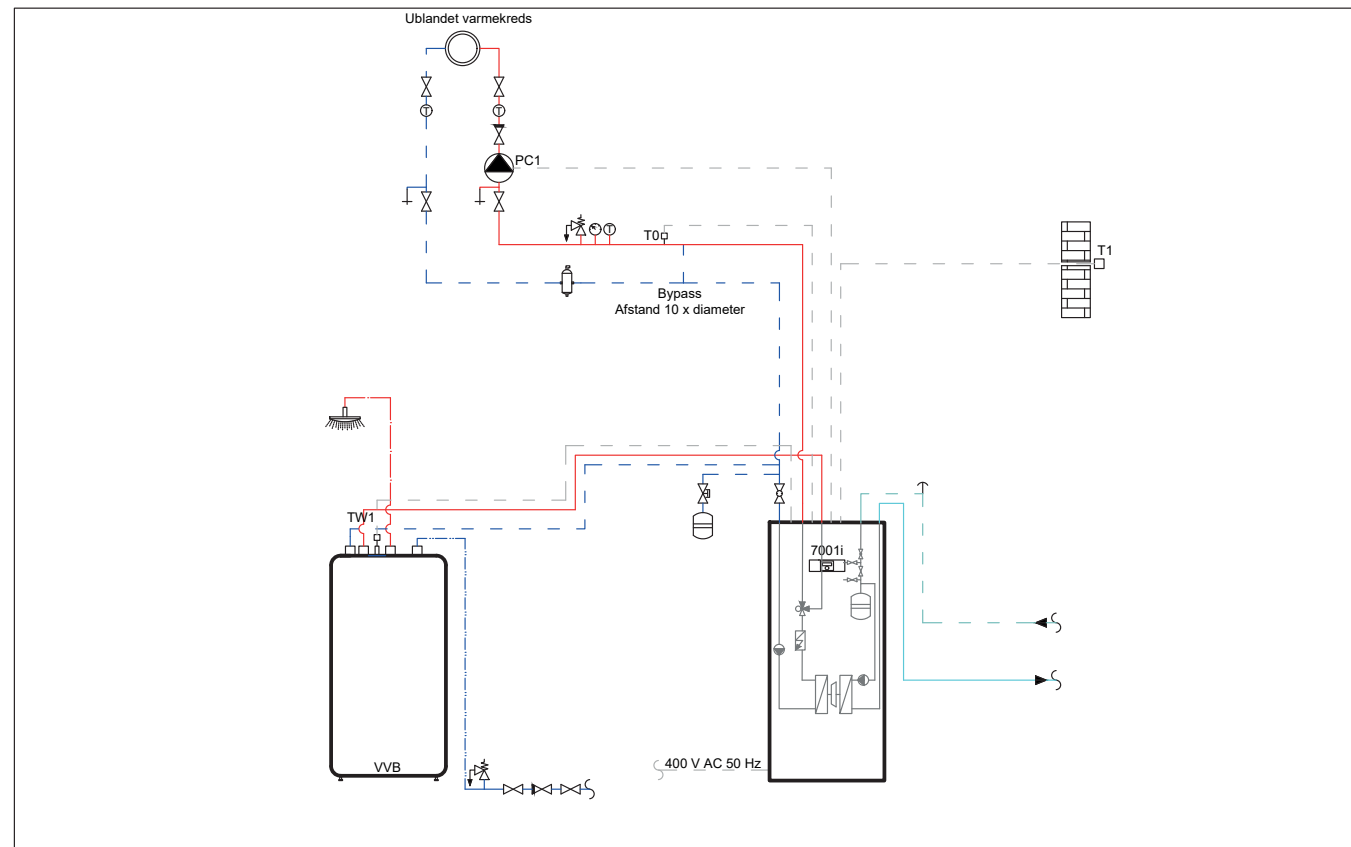 Ublandet varmekreds
T
T
PC1
T
T0
T1
Bypass
Afstand 10 x diameter
TW1
7001i
VVB
400 V AC 50 Hz